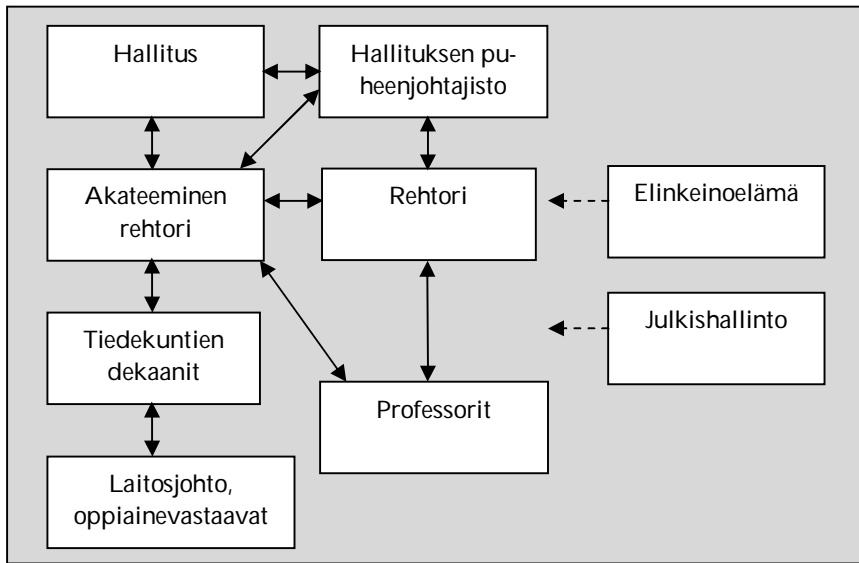 Hallitus
Hallituksen pu-
heenjohtajisto
Akateeminen
rehtori
Rehtori
Elinkeinoelämä
Tiedekuntien
dekaanit
Julkishallinto
Professorit
Laitosjohto,
oppiainevastaavat